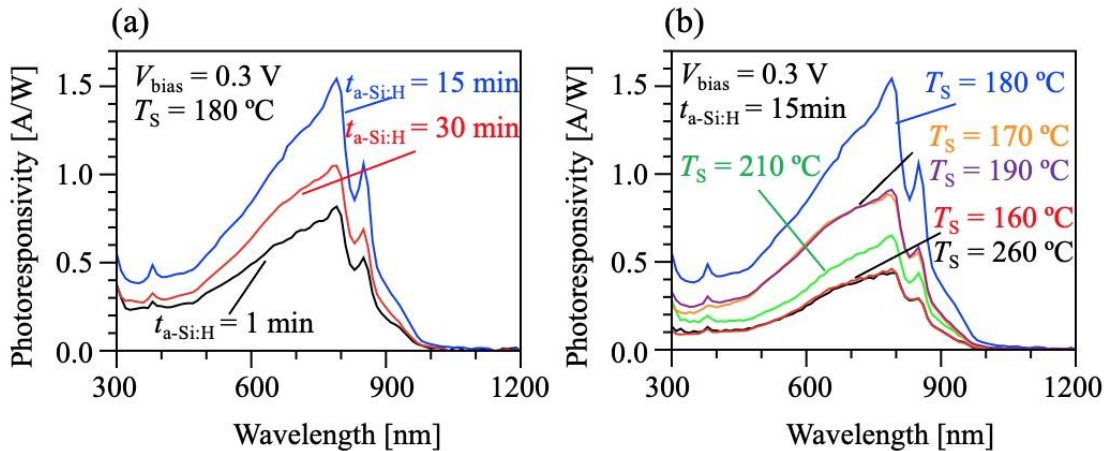 (a)
V_bias = 0.3 V
T_S = 180 ºC
t_a-Si:H = 15 min
t_a-Si:H = 30 min
t_a-Si:H = 1 min
Photoresponsivity [A/W]
1.5
1.0
0.5
0.0
300
600
900
1200
Wavelength [nm]
(b)
V_bias = 0.3 V
t_a-Si:H = 15min
T_S = 180 ºC
T_S = 170 ºC
T_S = 190 ºC
T_S = 210 ºC
T_S = 160 ºC
T_S = 260 ºC
Photoresponsivity [A/W]
1.5
1.0
0.5
0.0
300
600
900
1200
Wavelength [nm]